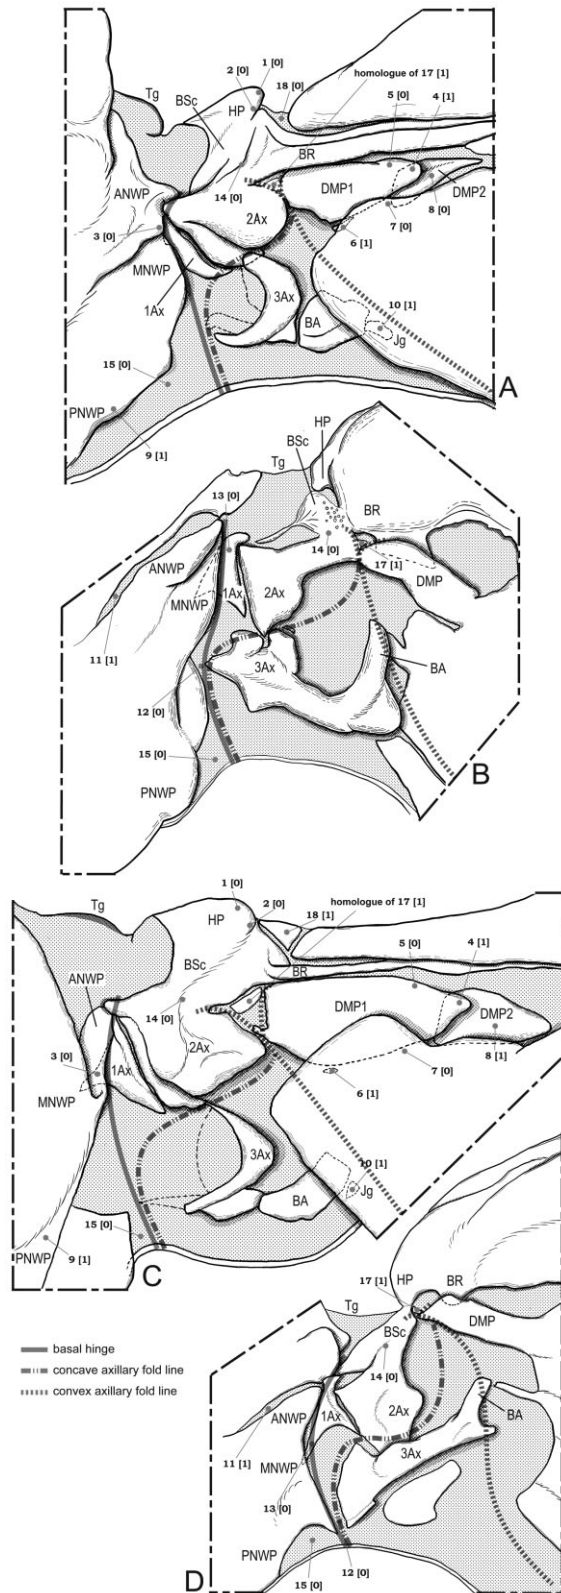 1 [0]
2 [0]
homologue of 17 [1]
18 [0]
5 [0]
4 [1]
Tg
BSc
HP
BR
ANWP
DMP1
DMP2
14 [0]
2Ax
8 [0]
7 [0]
3 [0]
6 [1]
MNWP
1Ax
3Ax
BA
10 [1]
Jg
15 [0]
A
PNWP
9 [1]
HP
BSc
Tg
13 [0]
BR
14 [0]
ANWP
17 [1]
MNWP
1Ax
2Ax
DMP
11 [1]
3Ax
BA
12 [0]
15 [0]
B
PNWP
1 [0]
2 [0]
homologue of 17 [1]
Tg
HP
18 [1]
5 [0]
4 [1]
BSc
BR
ANWP
DMP1
DMP2
14 [0]
2Ax
8 [1]
3 [0]
1Ax
7 [0]
MNWP
6 [1]
3Ax
10 [1]
BA
Jg
15 [0]
PNWP
9 [1]
C
17 [1]
HP
BR
Tg
DMP
basal hinge
BSc
concave axillary fold line
14 [0]
convex axillary fold line
1Ax
2Ax
BA
ANWP
3Ax
11 [1]
MNWP
13 [0]
PNWP
15 [0]
12 [0]
D